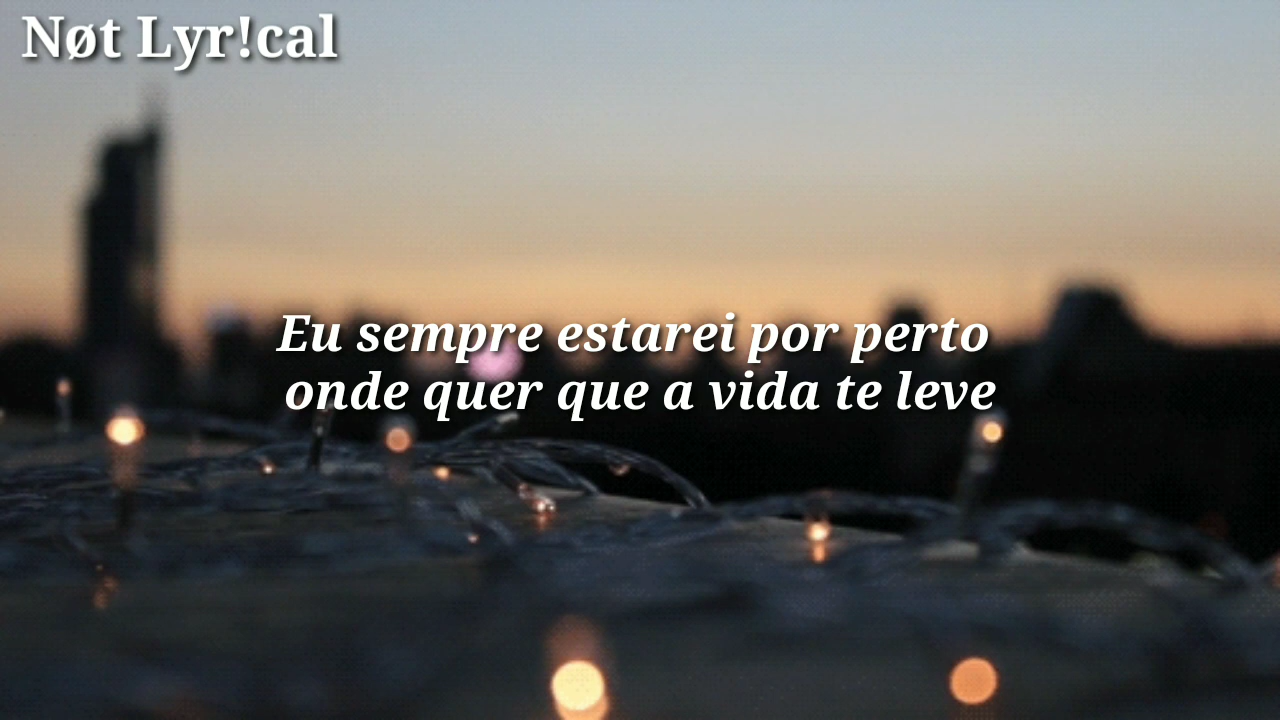 Nøt Lyr!cal
Eu sempre estarei por perto
onde quer que a vida te leve